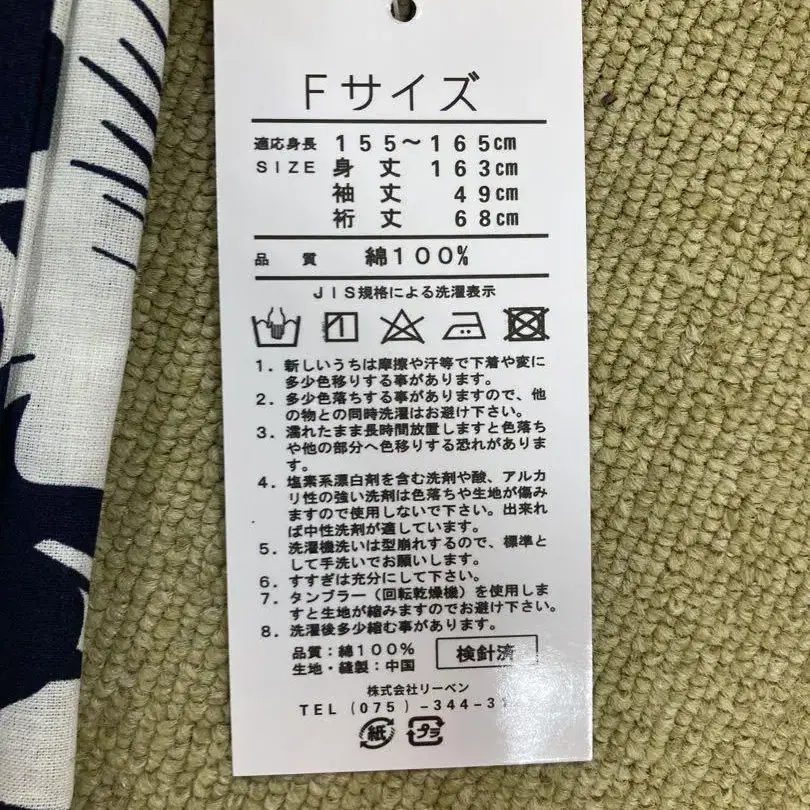 Fサイズ
適応身長 155〜165cm
SIZE 身丈 163cm
袖丈 49cm
裄丈 68cm
品質 綿100%
JIS規格による洗濯表示
1. 新しいうちは摩擦や汗等で下着や変に
多少色移りする事があります。
2. 多少色落ちする事がありますので、他
の物との同時洗濯はお避け下さい。
3. 濡れたまま長時間放置しますと色落ち
や他の部分へ色移りする恐れがありま
す。
4. 塩素系漂白剤を含む洗剤や酸、アルカ
リ性の強い洗剤は色落ちや生地が傷み
ますので使用しないで下さい。出来れ
ば中性洗剤が適しています。
5. 洗濯機洗いは型崩れするので、標準と
して手洗いでお願いします。
6. すすぎは充分にして下さい。
7. タンブラー(回転乾燥機)を使用しま
すと生地が縮みますのでお避け下さい。
8. 洗濯後多少縮む事が有ります。
品質:綿100%
生地・縫製:中国
検針済
株式会社リーベン
TEL(075)-344-3
紙 プラ